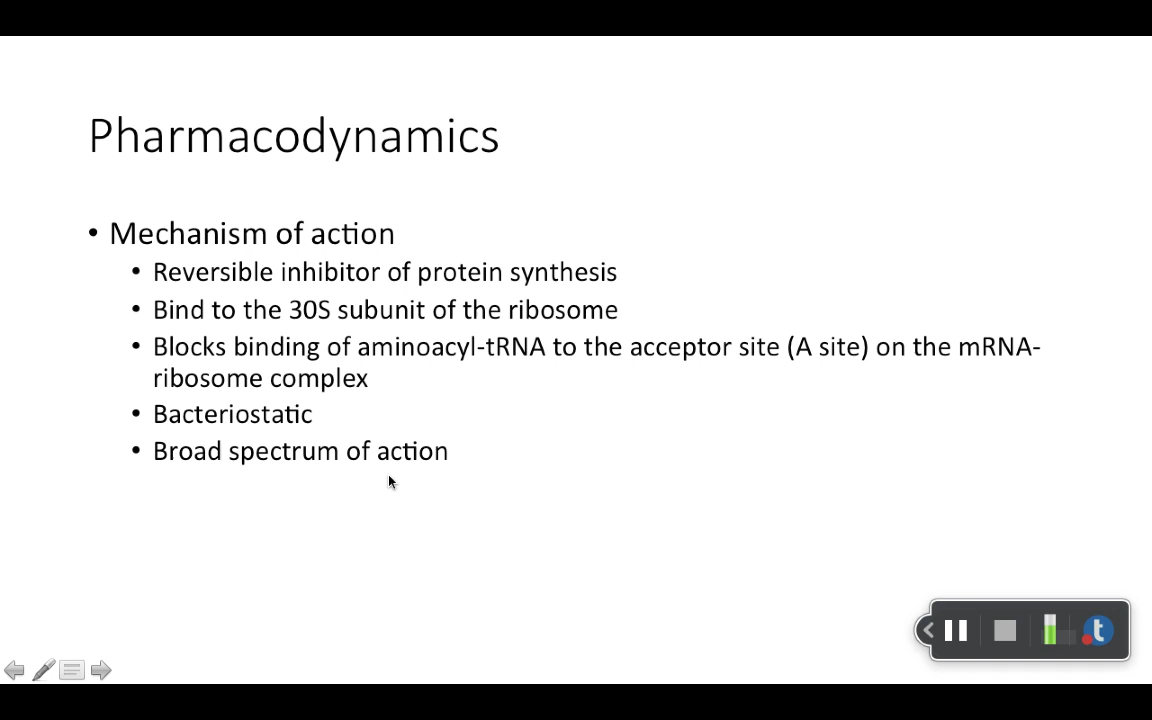 Pharmacodynamics
• Mechanism of action
• Reversible inhibitor of protein synthesis
• Bind to the 30S subunit of the ribosome
• Blocks binding of aminoacyl-tRNA to the acceptor site (A site) on the mRNA-
ribosome complex
• Bacteriostatic
• Broad spectrum of action
t